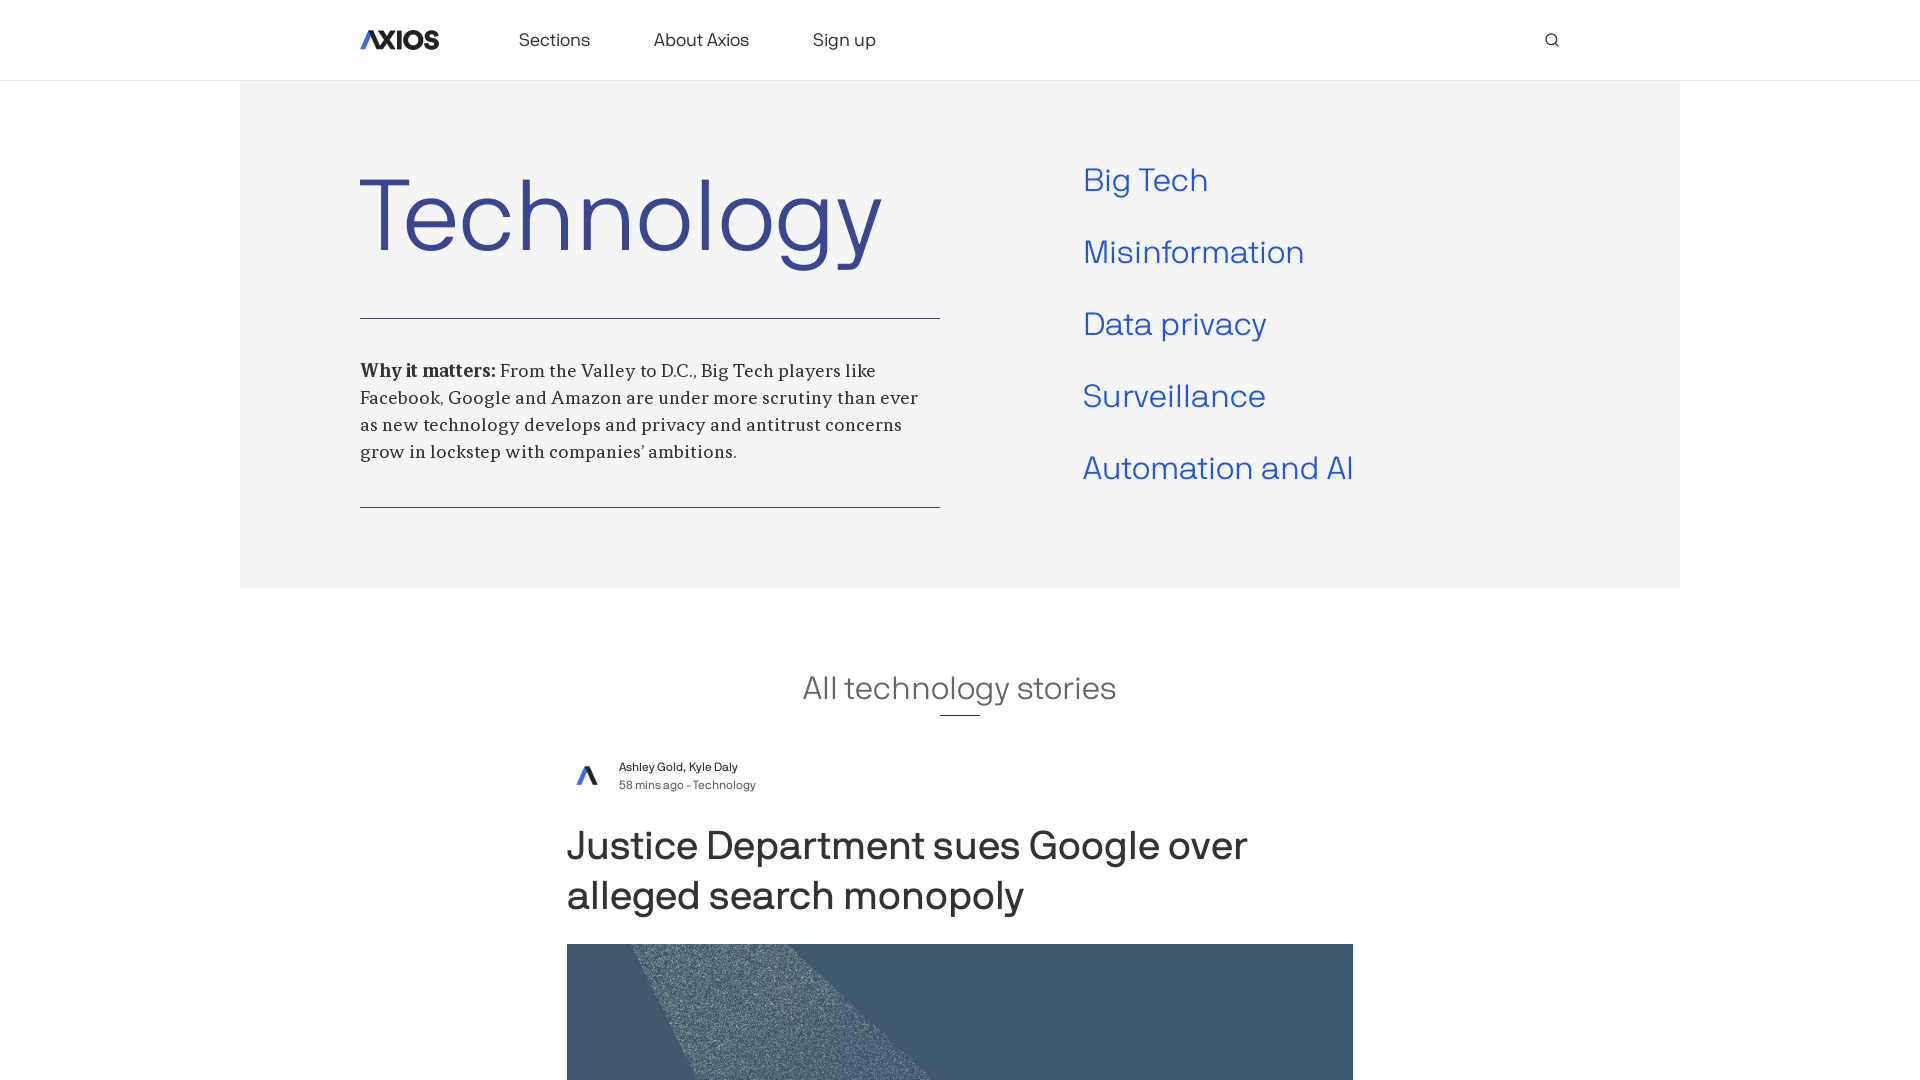 AXIOS
Sections
About Axios
Sign up
Technology
Why it matters: From the Valley to D.C., Big Tech players like
Facebook, Google and Amazon are under more scrutiny than ever
as new technology develops and privacy and antitrust concerns
grow in lockstep with companies’ ambitions.
Big Tech
Misinformation
Data privacy
Surveillance
Automation and AI
All technology stories
Ashley Gold, Kyle Daly
58 mins ago - Technology
Justice Department sues Google over
alleged search monopoly